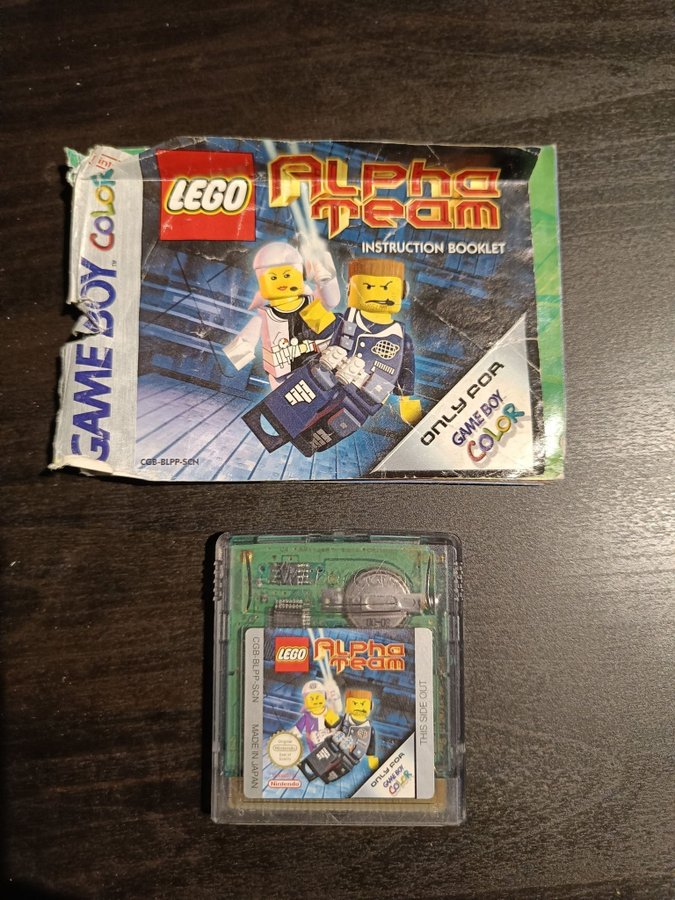 GAME BOY COLOR
LEGO
Alpha
Team
INSTRUCTION BOOKLET
ONLY FOR
GAME BOY
COLOR
CGB-BLPP-SCN
CGB-BLPP-SCN
MADE IN JAPAN
LEGO
Alpha
Team
THIS SIDE OUT
Nintendo
Nintendo
ONLY FOR
GAME BOY
COLOR